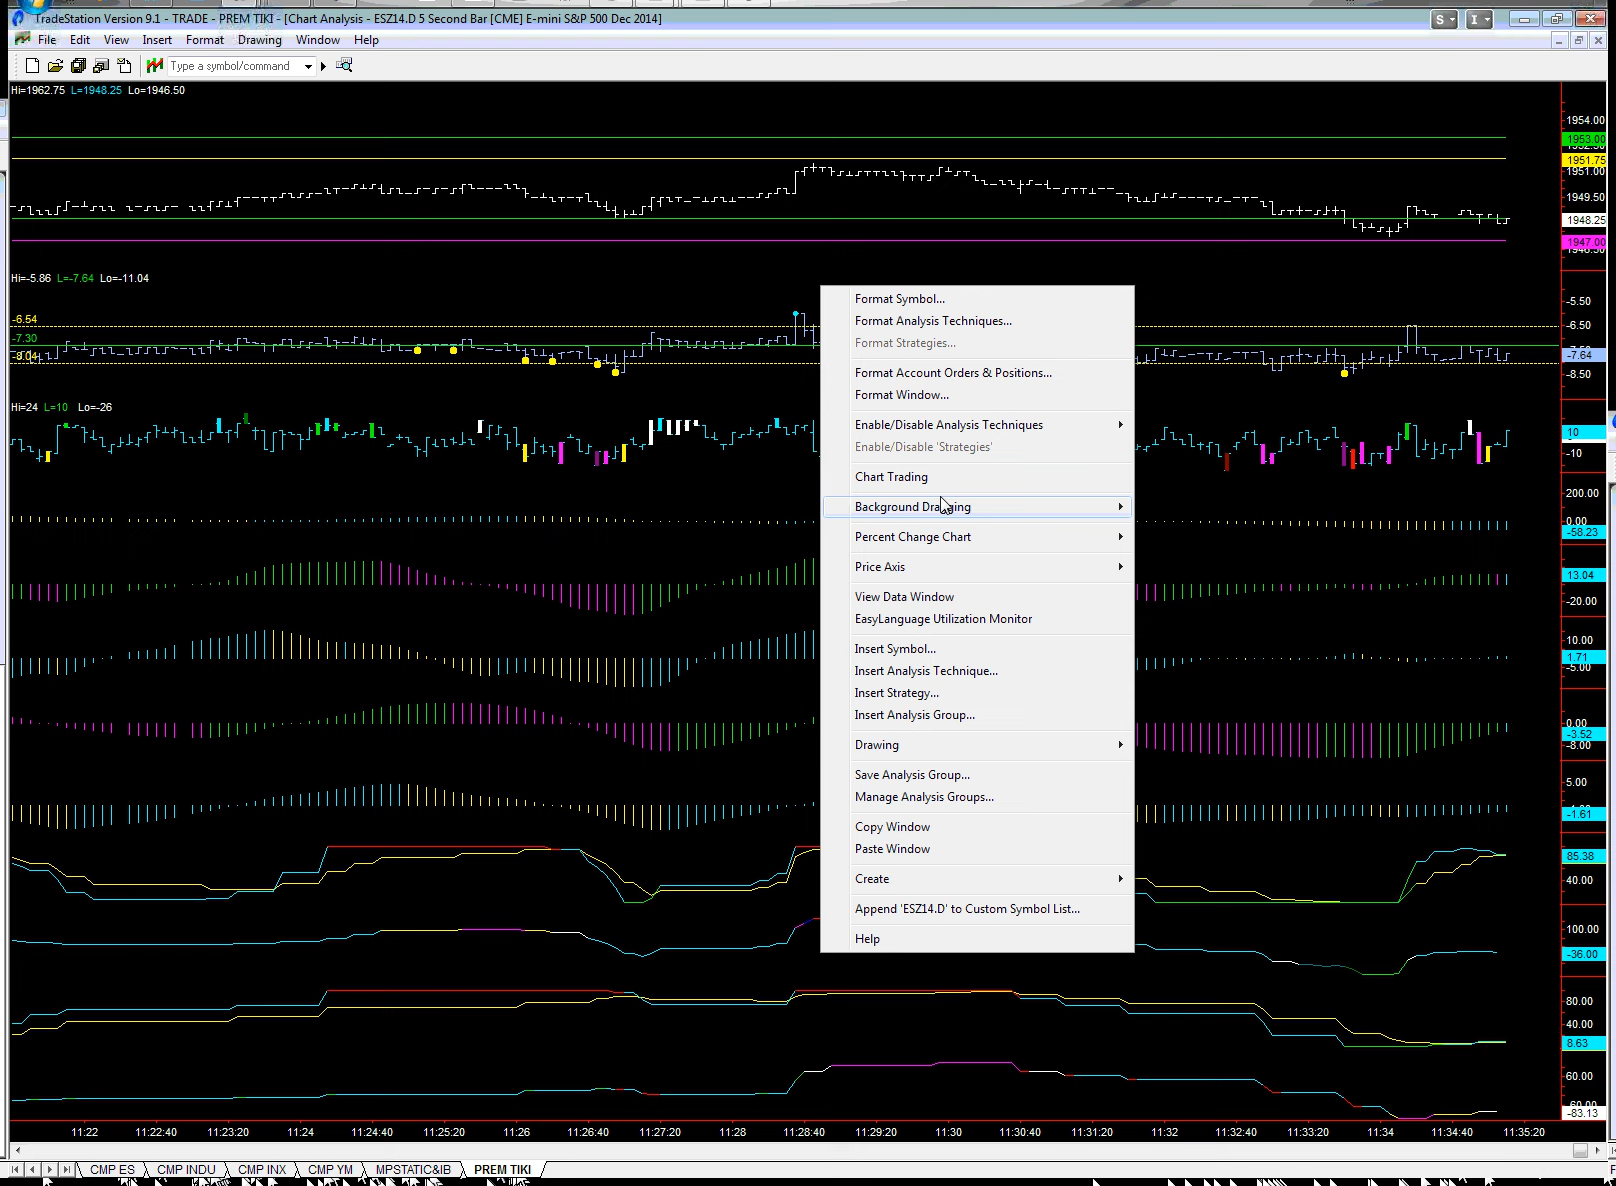 TradeStation Version 9.1 - TRADE - PREM TIKI - [Chart Analysis - ESZ14.D 5 Second Bar [CME] E-mini S&P 500 Dec 2014]
S I
File Edit View Insert Format Drawing Window Help
Type a symbol/command
Hi=1962.75 L=1948.25 Lo=1946.50
1954.00
1953.00
1951.75
1951.00
1949.50
1948.25
1947.00
Hi=-5.86 L=-7.64 Lo=-11.04
-5.50
-6.54
-6.50
-7.30
-7.64
-9.04
-8.50
Hi=24 L=10 Lo=-26
10
-10
200.00
0.00
-58.23
13.04
-20.00
10.00
1.71
-5.00
0.00
-3.52
-8.00
5.00
-1.61
85.38
40.00
100.00
-36.00
80.00
40.00
8.63
60.00
-60.00
-83.13
Format Symbol...
Format Analysis Techniques...
Format Strategies...
Format Account Orders & Positions...
Format Window...
Enable/Disable Analysis Techniques
Enable/Disable 'Strategies'
Chart Trading
Background Dragging
Percent Change Chart
Price Axis
View Data Window
EasyLanguage Utilization Monitor
Insert Symbol...
Insert Analysis Technique...
Insert Strategy...
Insert Analysis Group...
Drawing
Save Analysis Group...
Manage Analysis Groups...
Copy Window
Paste Window
Create
Append 'ESZ14.D' to Custom Symbol List...
Help
11:22 11:22:40 11:23:20 11:24 11:24:40 11:25:20 11:26 11:26:40 11:27:20 11:28 11:28:40 11:29:20 11:30 11:30:40 11:31:20 11:32 11:32:40 11:33:20 11:34 11:34:40 11:35:20
CMP ES CMP INDU CMP INX CMP YM MPSTATIC&IB PREM TIKI